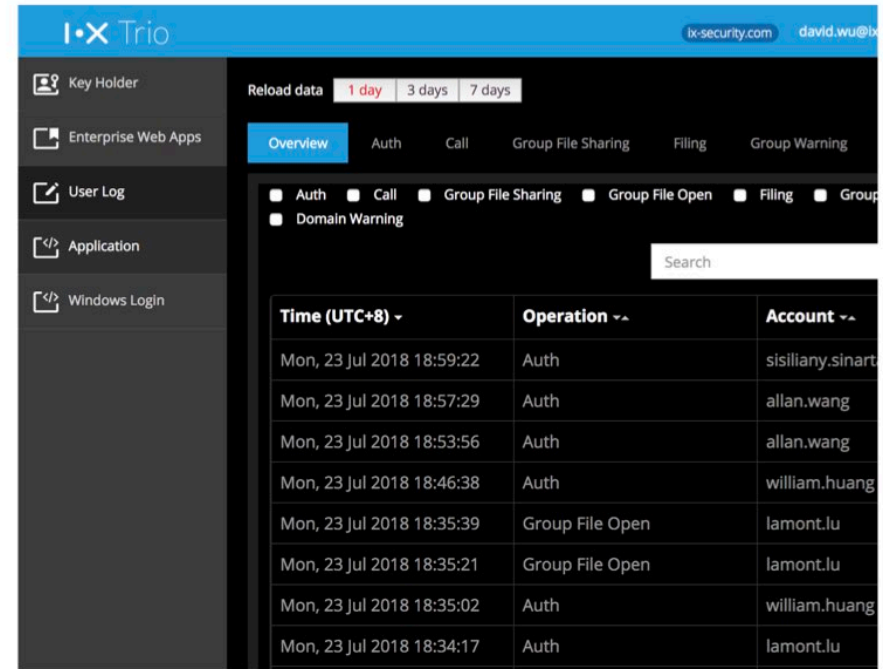 I•X Trio
ix-security.com david.wu@ix
Key Holder
Enterprise Web Apps
User Log
Application
Windows Login
Reload data 1 day 3 days 7 days
Overview Auth Call Group File Sharing Filing Group Warning
Auth Call Group File Sharing Group File Open Filing Group
Domain Warning
Search
Time (UTC+8) Operation Account
Mon, 23 Jul 2018 18:59:22 Auth sisiliany.sinarta
Mon, 23 Jul 2018 18:57:29 Auth allan.wang
Mon, 23 Jul 2018 18:53:56 Auth allan.wang
Mon, 23 Jul 2018 18:46:38 Auth william.huang
Mon, 23 Jul 2018 18:35:39 Group File Open lamont.lu
Mon, 23 Jul 2018 18:35:21 Group File Open lamont.lu
Mon, 23 Jul 2018 18:35:02 Auth william.huang
Mon, 23 Jul 2018 18:34:17 Auth lamont.lu